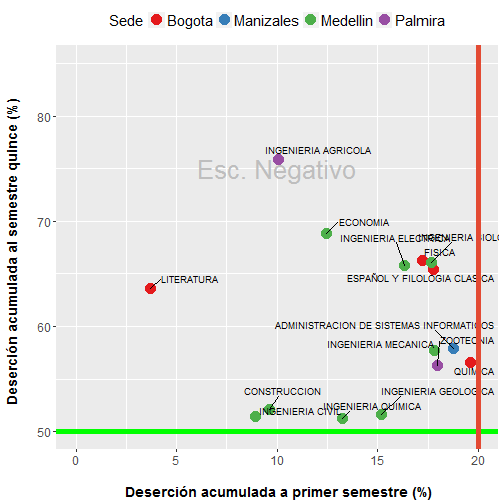 Sede Bogota Manizales Medellin Palmira
Deserción acumulada al semestre quince (%)
80
70
60
50
INGENIERIA AGRICOLA
Esc. Negativo
ECONOMIA
INGENIERIA ELECTRICA
INGENIERIA BIOLO
FISICA
ESPAÑOL Y FILOLOGIA CLASICA
LITERATURA
ADMINISTRACION DE SISTEMAS INFORMATICOS
INGENIERIA MECANICA
ZOOTECNIA
QUIMICA
CONSTRUCCION
INGENIERIA GEOLOGICA
INGENIERIA QUIMICA
INGENIERIA CIVIL
0 5 10 15 20
Deserción acumulada a primer semestre (%)